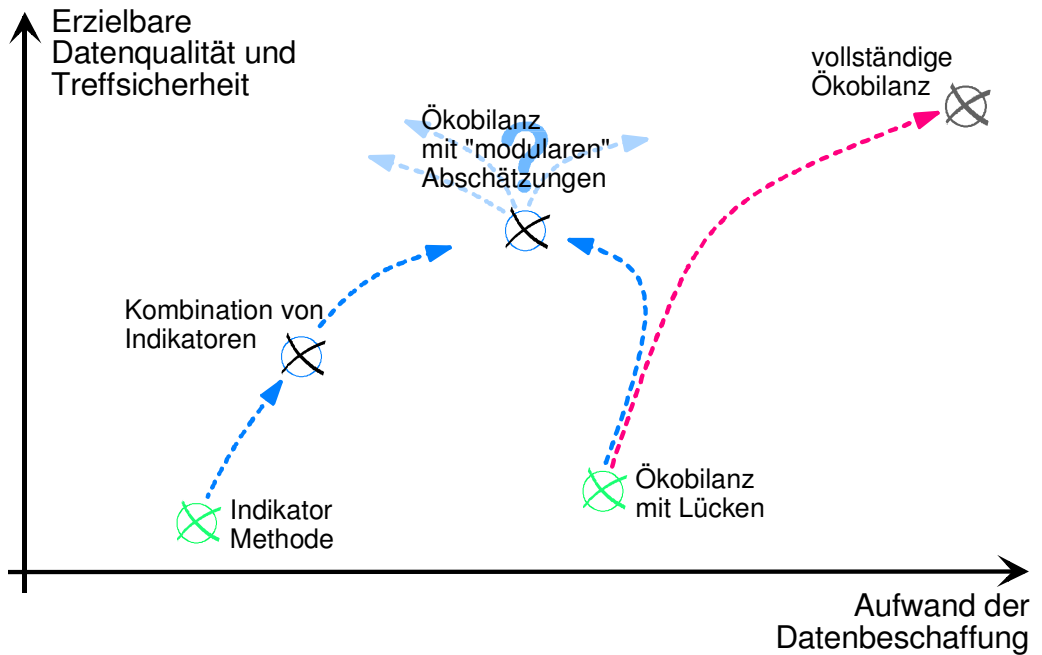 Erzielbare
Datenqualität und
Treffsicherheit
vollständige
Ökobilanz
Ökobilanz
mit "modularen"
Abschätzungen
?
Kombination von
Indikatoren
Ökobilanz
mit Lücken
Indikator
Methode
Aufwand der
Datenbeschaffung